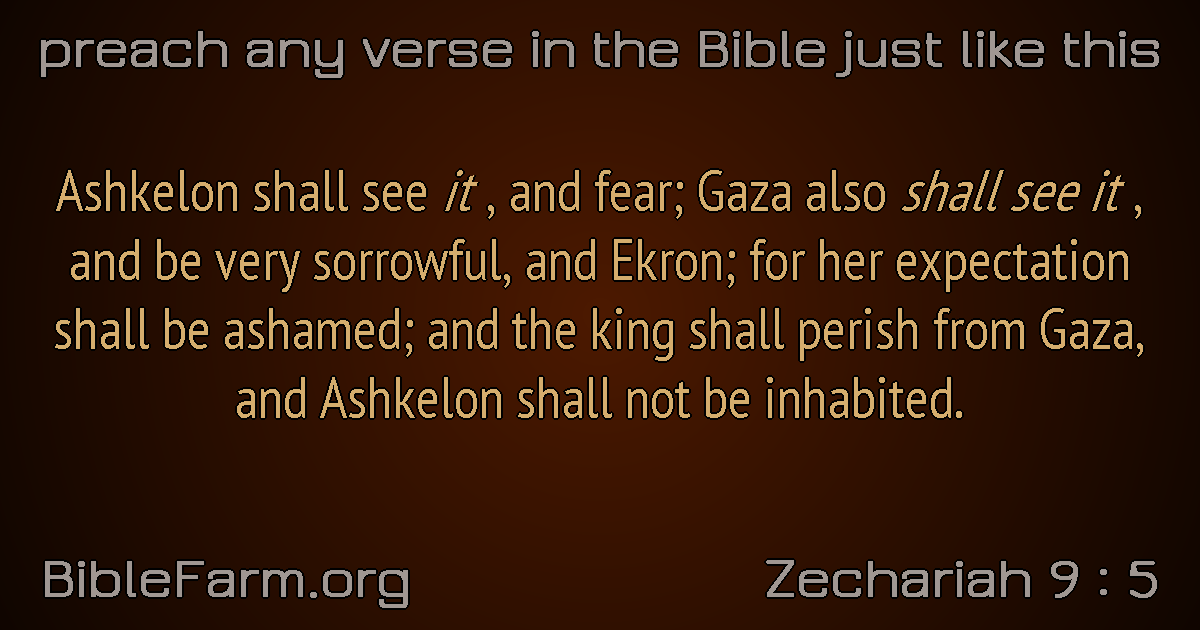 preach any verse in the Bible just like this
Ashkelon shall see it , and fear; Gaza also shall see it ,
and be very sorrowful, and Ekron; for her expectation
shall be ashamed; and the king shall perish from Gaza,
and Ashkelon shall not be inhabited.
BibleFarm.org
Zechariah 9 : 5